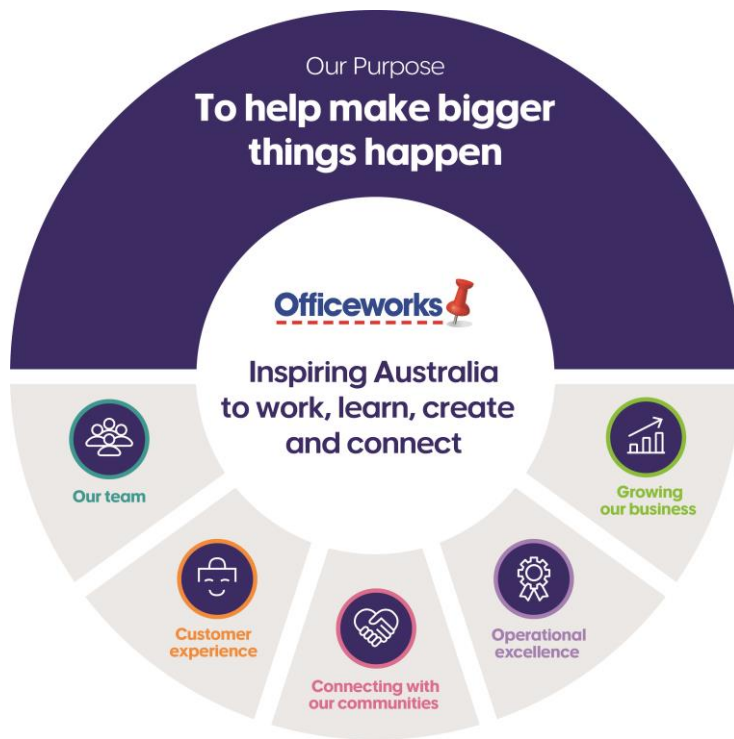 Our Purpose
To help make bigger
things happen
Officeworks
Inspiring Australia
to work, learn, create
and connect
Our team
Customer
experience
Connecting with
our communities
Operational
excellence
Growing
our business